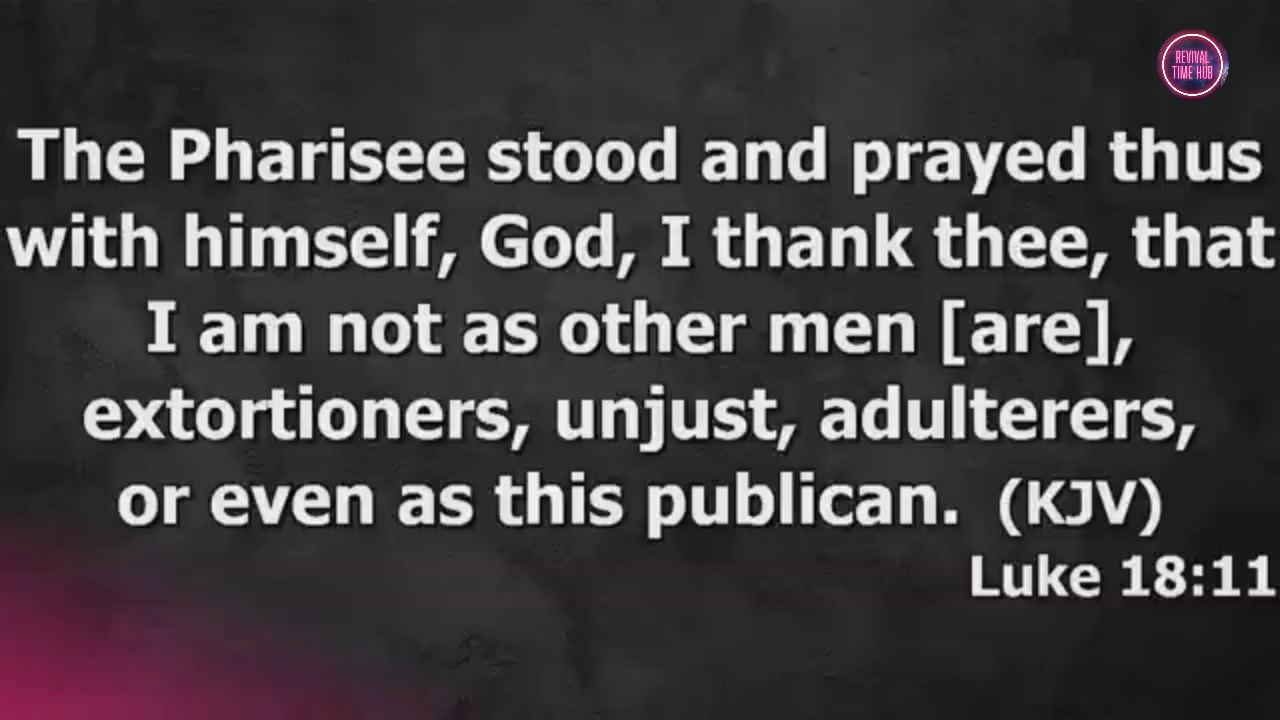 REVIVAL
TIME HUB
The Pharisee stood and prayed thus
with himself, God, I thank thee, that
I am not as other men [are],
extortioners, unjust, adulterers,
or even as this publican. (KJV)
Luke 18:11